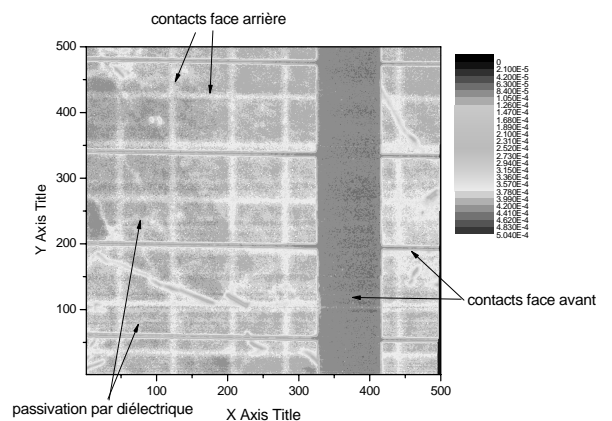 contacts face arrière
500
400
300
200
100
Y Axis Title
100
200
300
400
500
X Axis Title
0
2.100E-5
4.200E-5
6.300E-5
8.400E-5
1.050E-4
1.260E-4
1.470E-4
1.680E-4
1.890E-4
2.100E-4
2.310E-4
2.520E-4
2.730E-4
2.940E-4
3.150E-4
3.360E-4
3.570E-4
3.780E-4
3.990E-4
4.200E-4
4.410E-4
4.620E-4
4.830E-4
5.040E-4
contacts face avant
passivation par diélectrique